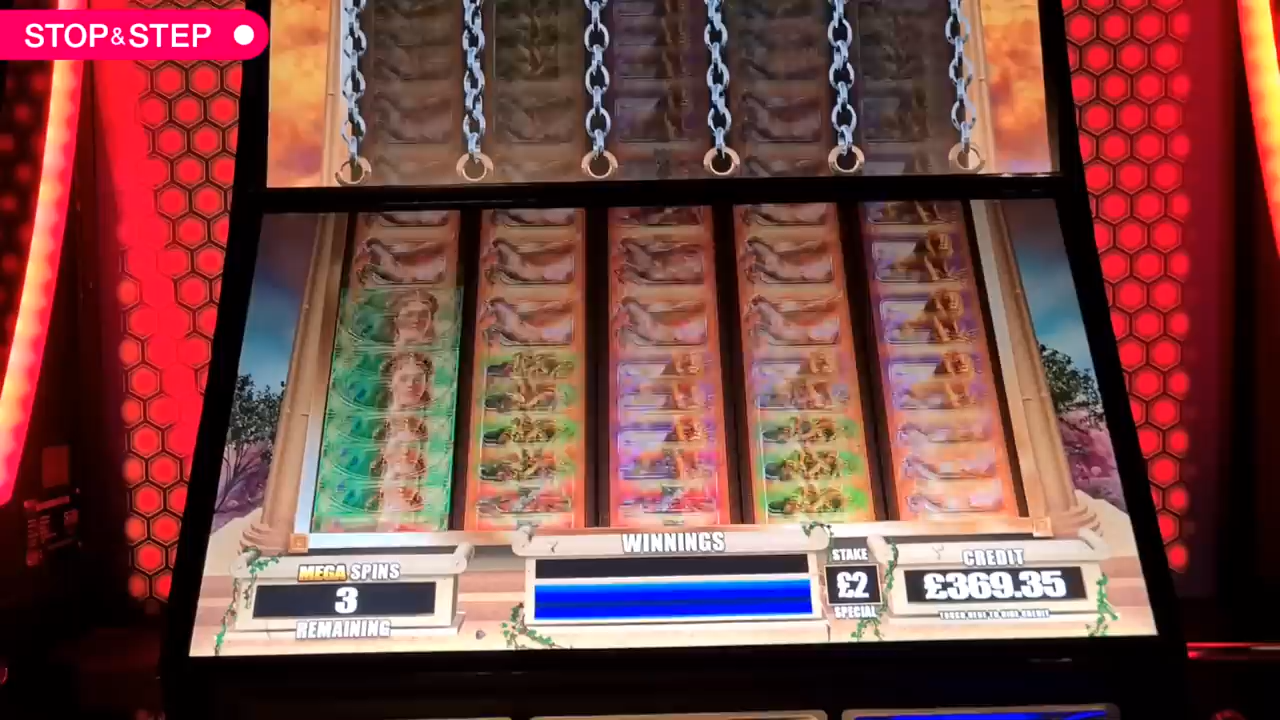 STOP&STEP
WINNINGS
MEGA SPINS
3
REMAINING
STAKE
£2
SPECIAL
CREDIT
£369.35